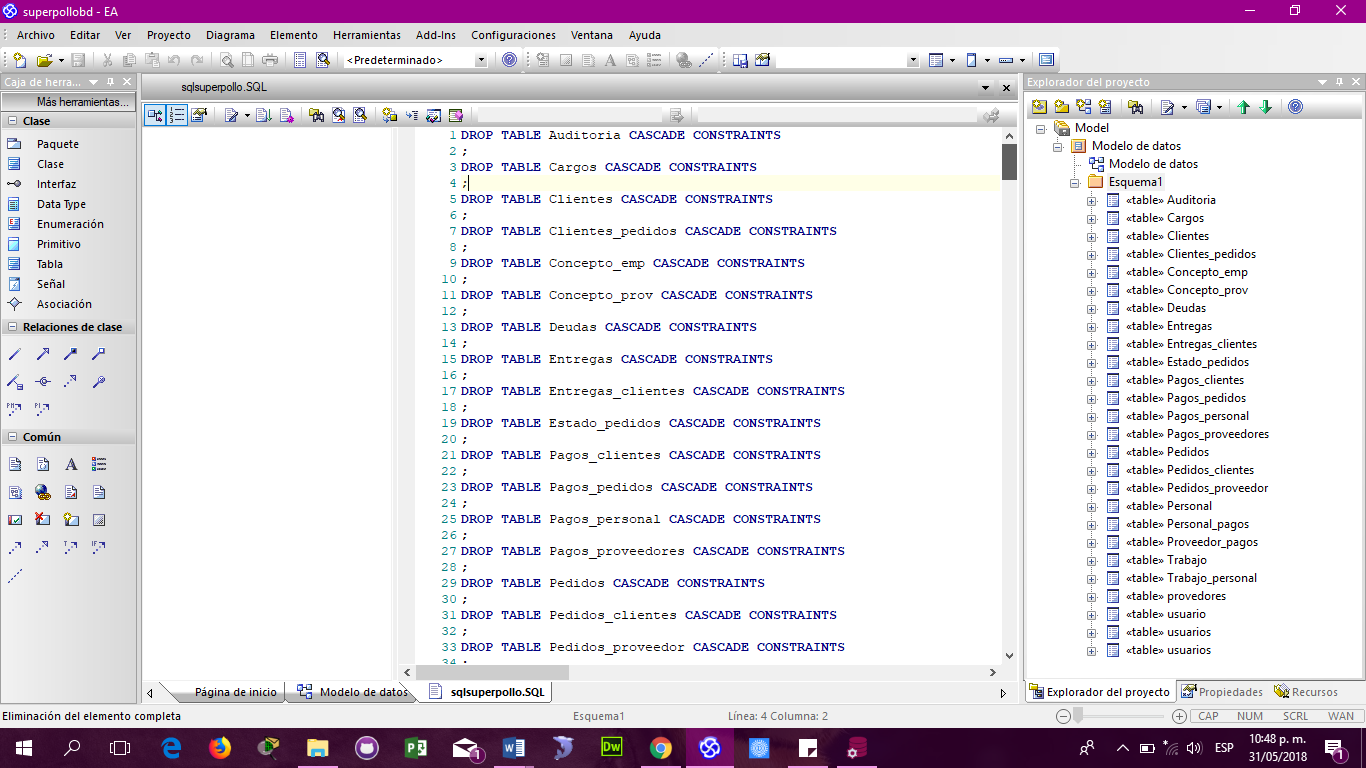 superpollobd - EA
Archivo Editar Ver Proyecto Diagrama Elemento Herramientas Add-Ins Configuraciones Ventana Ayuda
<Predeterminado>
Caja de herra...
Más herramientas...
Clase
Paquete
Clase
Interfaz
Data Type
Enumeración
Primitivo
Tabla
Señal
Asociación
Relaciones de clase
Común
sqlsuperpollo.SQL
1 DROP TABLE Auditoria CASCADE CONSTRAINTS
2 ;
3 DROP TABLE Cargos CASCADE CONSTRAINTS
4 ;
5 DROP TABLE Clientes CASCADE CONSTRAINTS
6 ;
7 DROP TABLE Clientes_pedidos CASCADE CONSTRAINTS
8 ;
9 DROP TABLE Concepto_emp CASCADE CONSTRAINTS
10 ;
11 DROP TABLE Concepto_prov CASCADE CONSTRAINTS
12 ;
13 DROP TABLE Deudas CASCADE CONSTRAINTS
14 ;
15 DROP TABLE Entregas CASCADE CONSTRAINTS
16 ;
17 DROP TABLE Entregas_clientes CASCADE CONSTRAINTS
18 ;
19 DROP TABLE Estado_pedidos CASCADE CONSTRAINTS
20 ;
21 DROP TABLE Pagos_clientes CASCADE CONSTRAINTS
22 ;
23 DROP TABLE Pagos_pedidos CASCADE CONSTRAINTS
24 ;
25 DROP TABLE Pagos_personal CASCADE CONSTRAINTS
26 ;
27 DROP TABLE Pagos_proveedores CASCADE CONSTRAINTS
28 ;
29 DROP TABLE Pedidos CASCADE CONSTRAINTS
30 ;
31 DROP TABLE Pedidos_clientes CASCADE CONSTRAINTS
32 ;
33 DROP TABLE Pedidos_proveedor CASCADE CONSTRAINTS
34 ;
Página de inicio Modelo de datos sqlsuperpollo.SQL
Explorador del proyecto
Model
Modelo de datos
Modelo de datos
Esquema1
«table» Auditoria
«table» Cargos
«table» Clientes
«table» Clientes_pedidos
«table» Concepto_emp
«table» Concepto_prov
«table» Deudas
«table» Entregas
«table» Entregas_clientes
«table» Estado_pedidos
«table» Pagos_clientes
«table» Pagos_pedidos
«table» Pagos_personal
«table» Pagos_proveedores
«table» Pedidos
«table» Pedidos_clientes
«table» Pedidos_proveedor
«table» Personal
«table» Personal_pagos
«table» Proveedor_pagos
«table» Trabajo
«table» Trabajo_personal
«table» provedores
«table» usuario
«table» usuarios
«table» usuarios
Explorador del proyecto Propiedades Recursos
Eliminación del elemento completa Esquema1 Línea: 4 Columna: 2 CAP NUM SCRL WAN
Dw
ESP
10:48 p. m.
31/05/2018